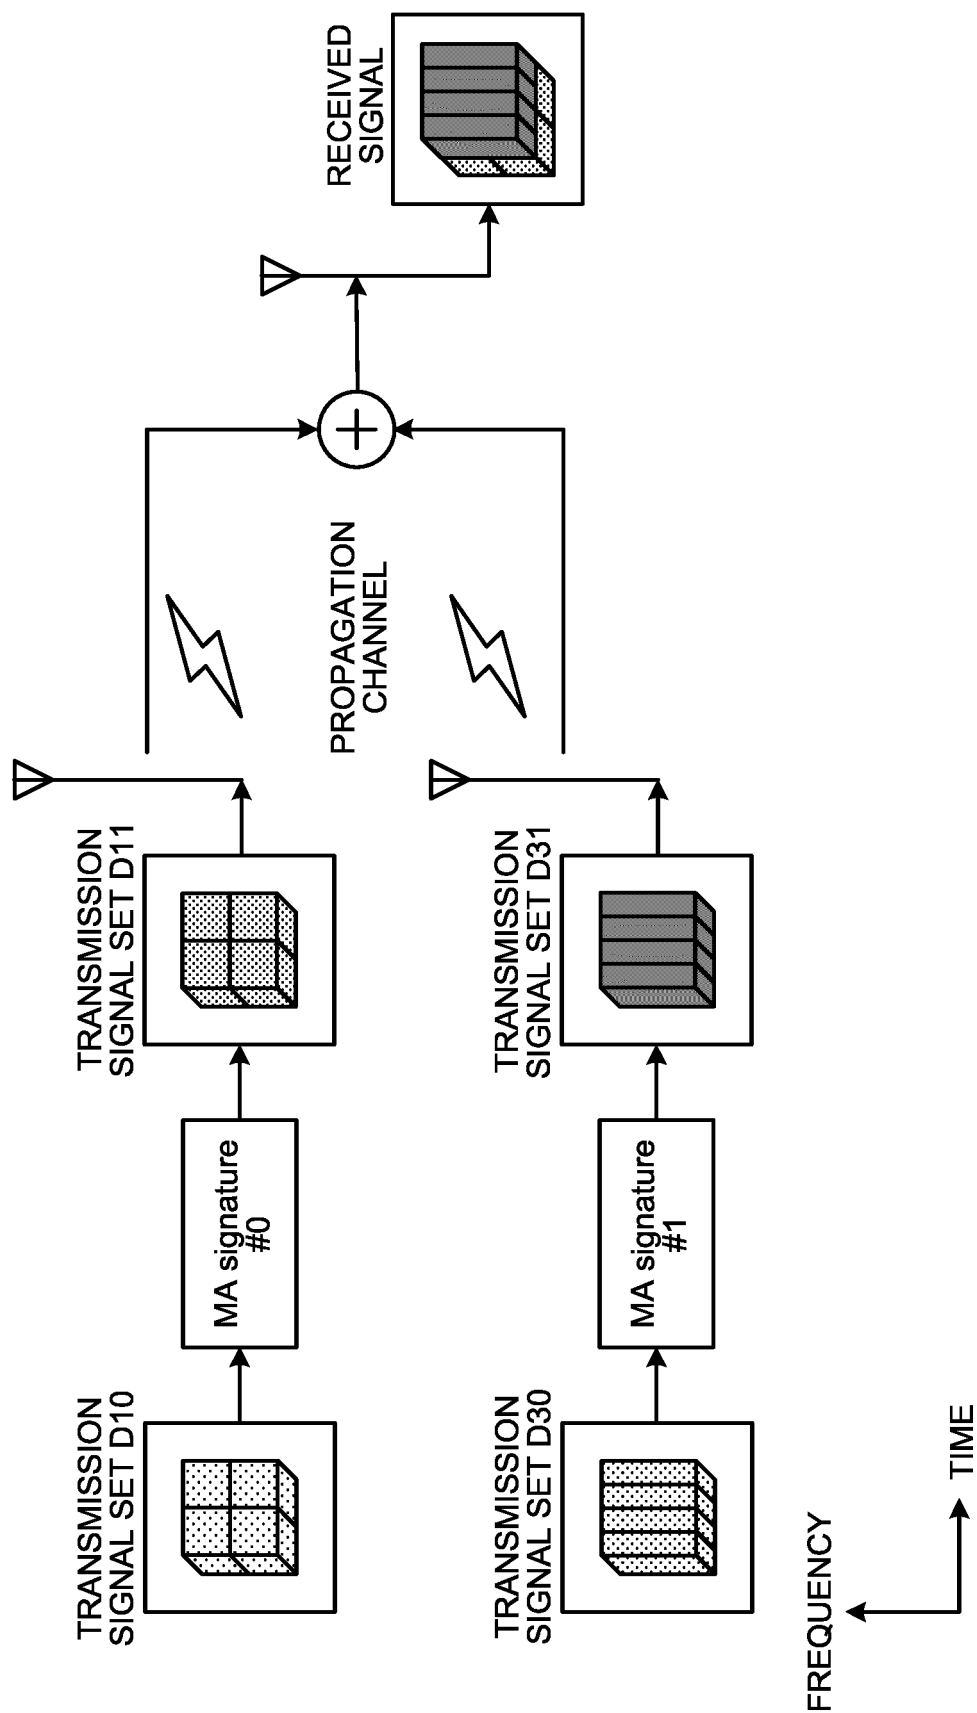 TRANSMISSION
SIGNAL SET D10
MA signature
#0
TRANSMISSION
SIGNAL SET D11
TRANSMISSION
SIGNAL SET D30
MA signature
#1
TRANSMISSION
SIGNAL SET D31
PROPAGATION
CHANNEL
RECEIVED
SIGNAL
FREQUENCY
TIME